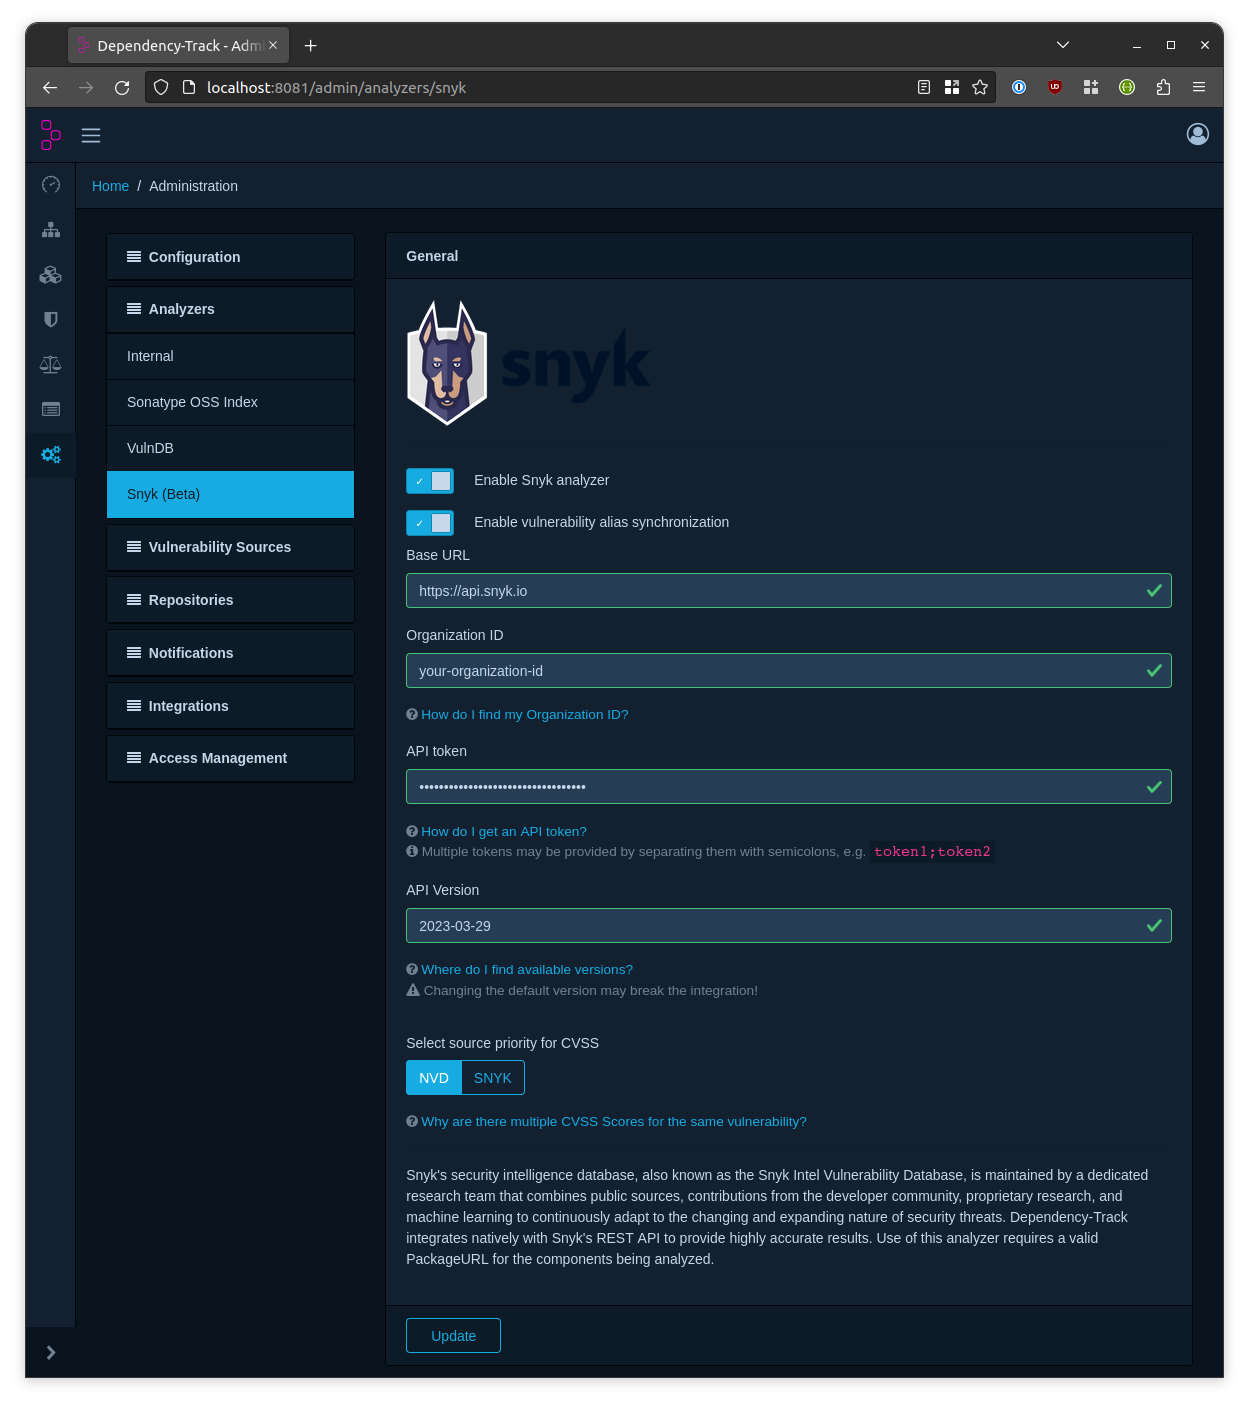 Dependency-Track - Admi
localhost:8081/admin/analyzers/snyk
Home / Administration
Configuration
Analyzers
Internal
Sonatype OSS Index
VulnDB
Snyk (Beta)
Vulnerability Sources
Repositories
Notifications
Integrations
Access Management
General
snyk
Enable Snyk analyzer
Enable vulnerability alias synchronization
Base URL
https://api.snyk.io
Organization ID
your-organization-id
How do I find my Organization ID?
API token
••••••••••••••••••••••••••••••••••
How do I get an API token?
Multiple tokens may be provided by separating them with semicolons, e.g. token1;token2
API Version
2023-03-29
Where do I find available versions?
Changing the default version may break the integration!
Select source priority for CVSS
NVD SNYK
Why are there multiple CVSS Scores for the same vulnerability?
Snyk's security intelligence database, also known as the Snyk Intel Vulnerability Database, is maintained by a dedicated
research team that combines public sources, contributions from the developer community, proprietary research, and
machine learning to continuously adapt to the changing and expanding nature of security threats. Dependency-Track
integrates natively with Snyk's REST API to provide highly accurate results. Use of this analyzer requires a valid
PackageURL for the components being analyzed.
Update